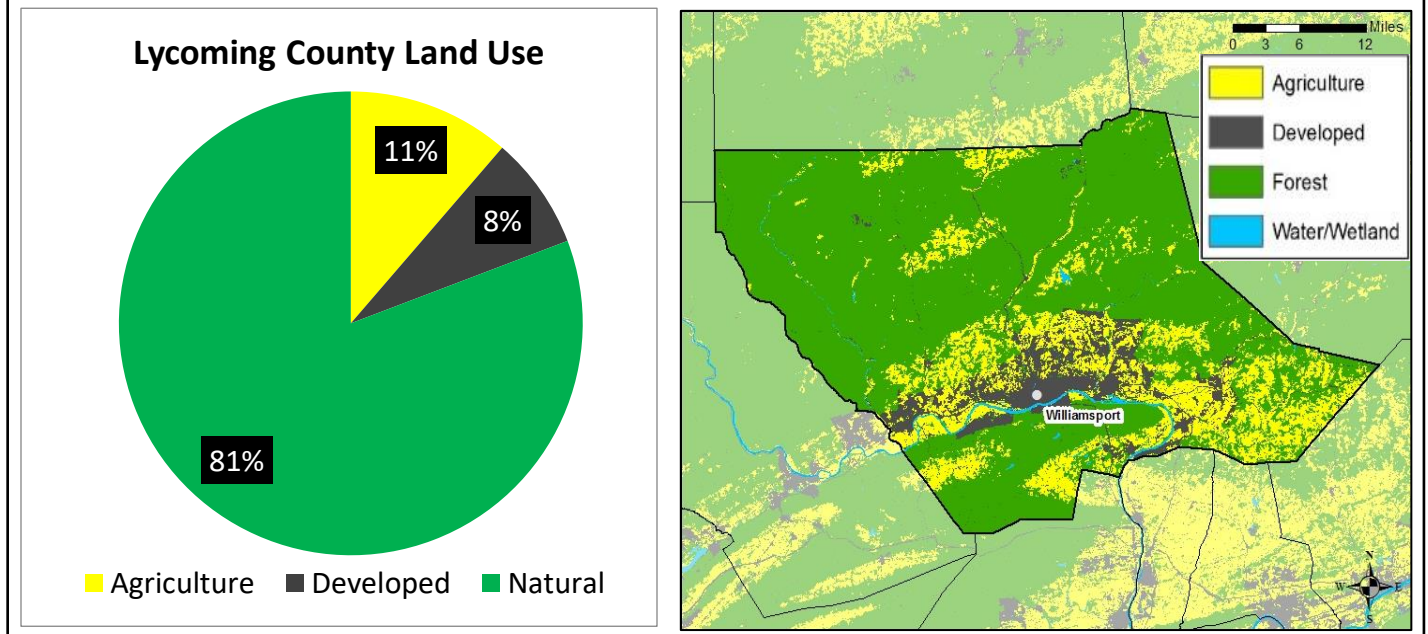 Lycoming County Land Use
11%
8%
81%
Agriculture Developed Natural
Miles
0 3 6 12
Agriculture
Developed
Forest
Water/Wetland
Williamsport
N
W E
S